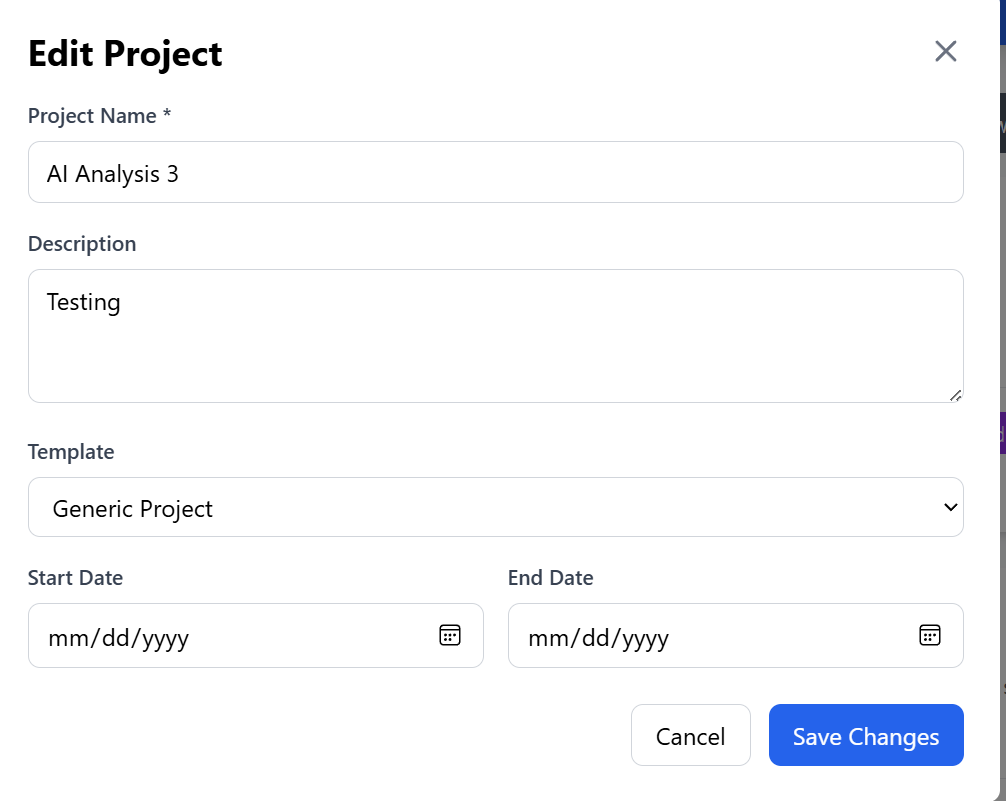 Edit Project
Project Name *
AI Analysis 3
Description
Testing
Template
Generic Project
Start Date
End Date
mm/dd/yyyy
mm/dd/yyyy
Cancel
Save Changes